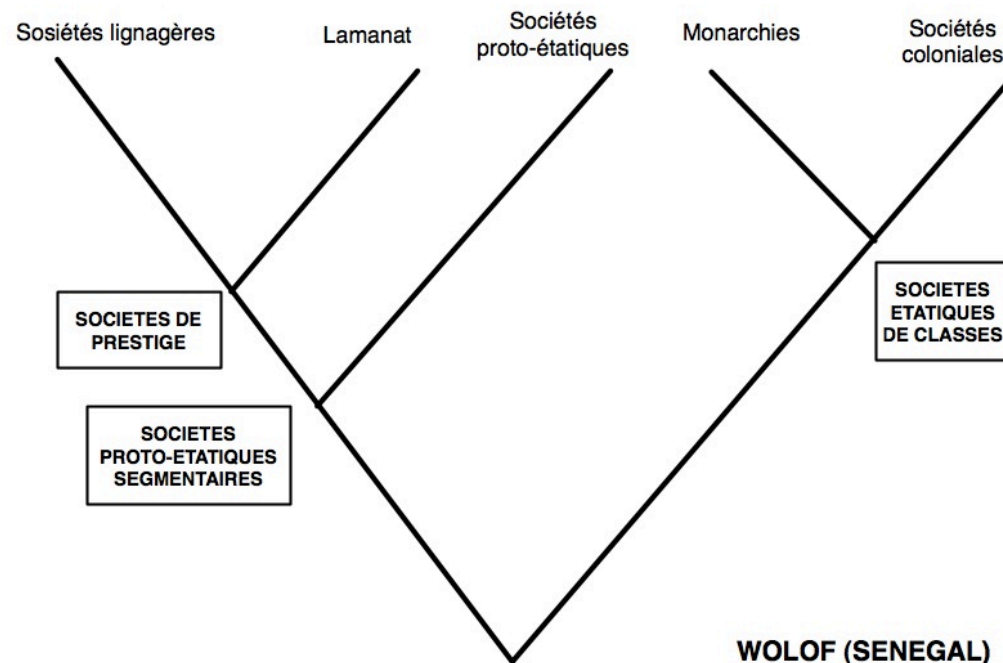 Sosiétés lignagères
Lamanat
Sociétés
proto-étatiques
Monarchies
Sociétés
coloniales
SOCIETES DE
PRESTIGE
SOCIETES
ETATIQUES
DE CLASSES
SOCIETES
PROTO-ETATIQUES
SEGMENTAIRES
WOLOF (SENEGAL)